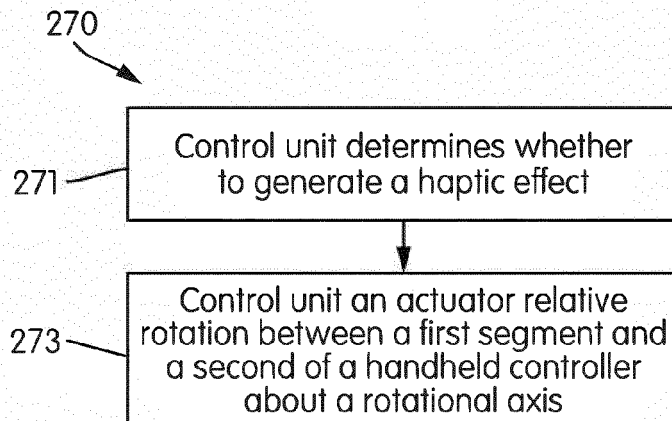 270
271
Control unit determines whether
to generate a haptic effect
273
Control unit an actuator relative
rotation between a first segment and
a second of a handheld controller
about a rotational axis